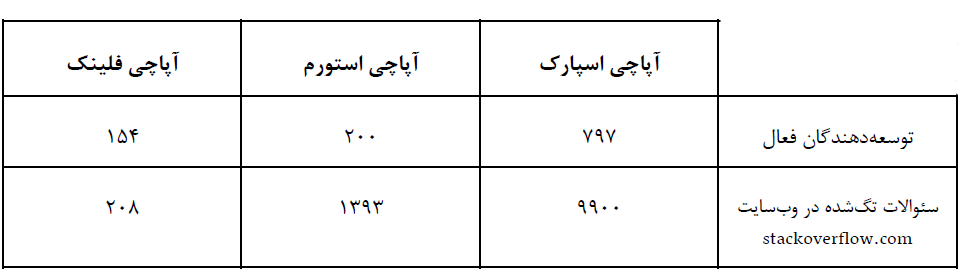 آپاچی اسپارک آپاچی استورم آپاچی فلینک
توسعه‌دهندگان فعال ۷۹۷ ۲۰۰ ۱۵۴
سئوالات تگ‌شده در وب‌سایت ۹۹۰۰ ۱۳۹۳ ۲۰۸
stackoverflow.com